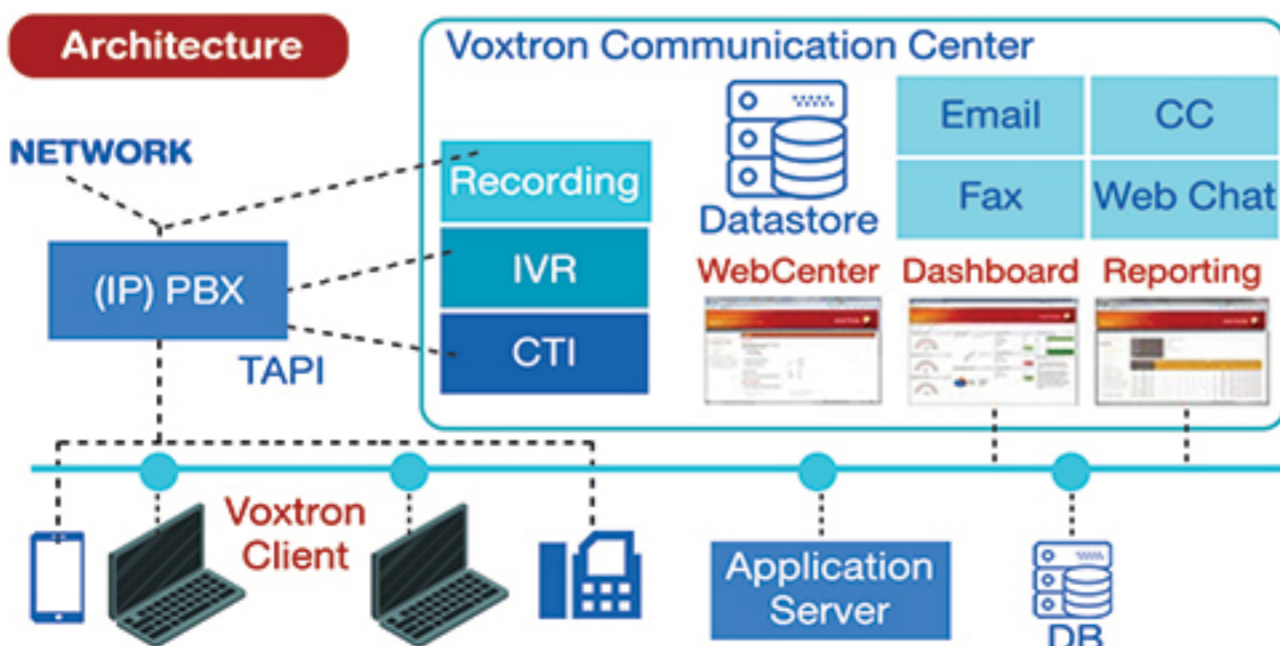 Architecture
Voxtron Communication Center
NETWORK
Recording
IVR
CTI
(IP) PBX
TAPI
Datastore
Email
CC
Fax
Web Chat
WebCenter
Dashboard
Reporting
Voxtron
Client
Application
Server
DB